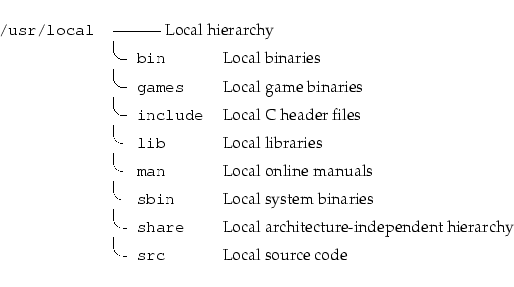 /usr/local Local hierarchy
bin Local binaries
games Local game binaries
include Local C header files
lib Local libraries
man Local online manuals
sbin Local system binaries
share Local architecture-independent hierarchy
src Local source code